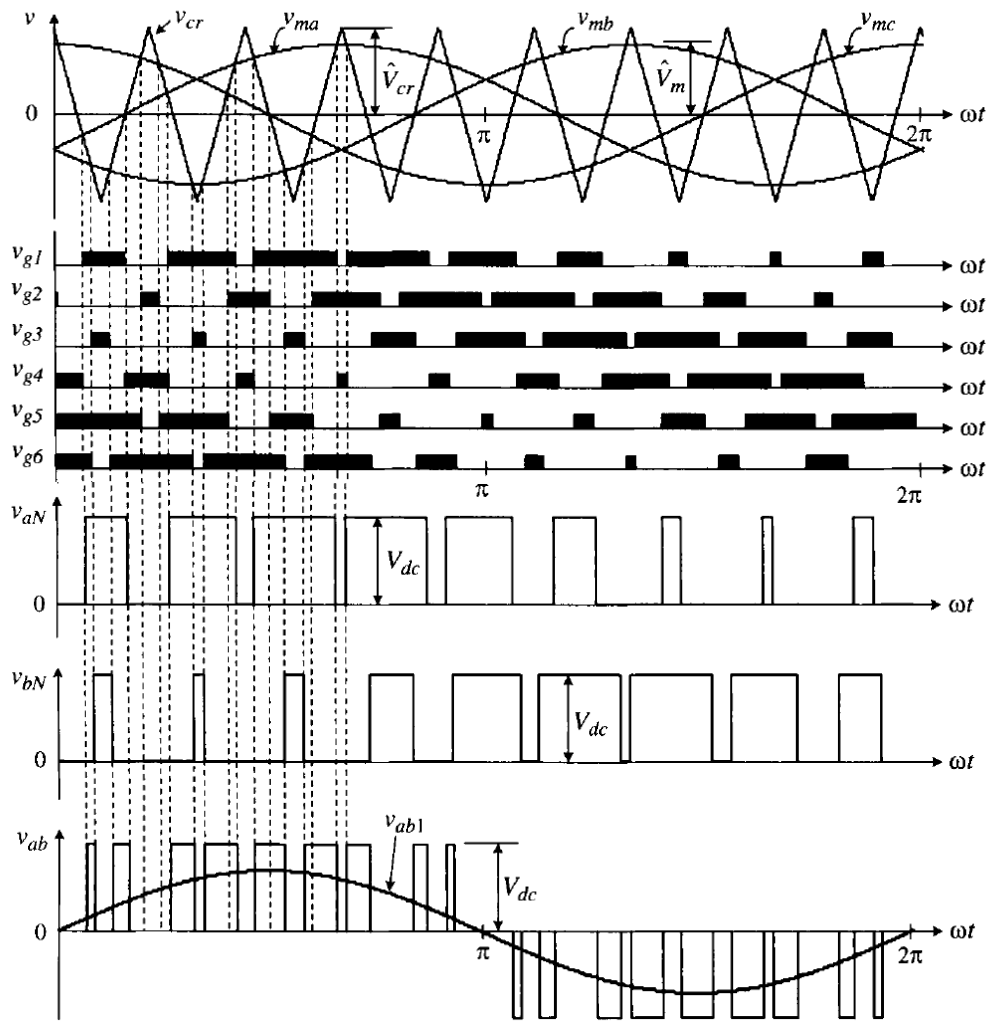 v v_cr v_ma v_mb v_mc
V̂_cr V̂_m
0 π 2π ωt
v_g1 ωt
v_g2 ωt
v_g3 ωt
v_g4 ωt
v_g5 ωt
v_g6 ωt
π 2π
v_aN V_dc
0 ωt
v_bN V_dc
0 ωt
v_ab v_ab1
V_dc
0 π 2π ωt